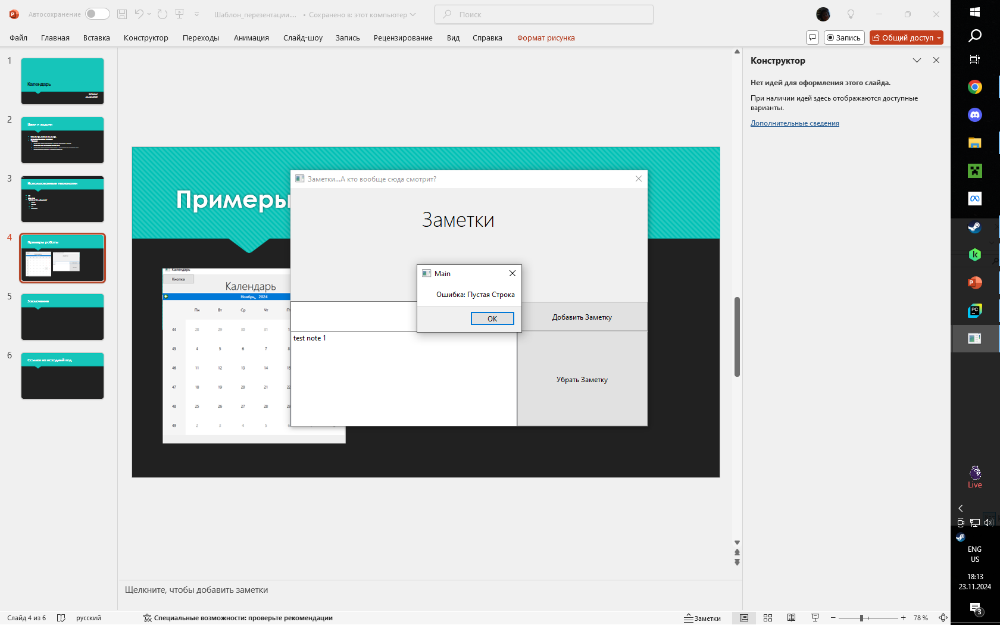 Автосохранение
Шаблон_перезентации.... • Сохранено в: этот компьютер
Поиск
Файл Главная Вставка Конструктор Переходы Анимация Слайд-шоу Запись Рецензирование Вид Справка Формат рисунка
Запись
Общий доступ
1
Календарь
2
Цели и задачи
3
Использованные технологии
4
Примеры работы
5
Заключение
6
Ссылка на исходный код
Примеры
Календарь
Кнопка
Календарь
Ноябрь, 2024
Пн Вт Ср Чт
44 28 29 30 31 1
45 4 5 6 7 8
46 11 12 13 14 15
47 18 19 20 21 22
48 25 26 27 28 29
49 2 3 4 5 6
Заметки...А кто вообще сюда смотрит?
Заметки
Main
Ошибка: Пустая Строка
OK
Добавить Заметку
test note 1
Убрать Заметку
Конструктор
Нет идей для оформления этого слайда.
При наличии идей здесь отображаются доступные
варианты.
Дополнительные сведения
Щелкните, чтобы добавить заметки
Слайд 4 из 6
русский
Специальные возможности: проверьте рекомендации
Заметки
78 %
Live
ENG
US
18:13
23.11.2024
3